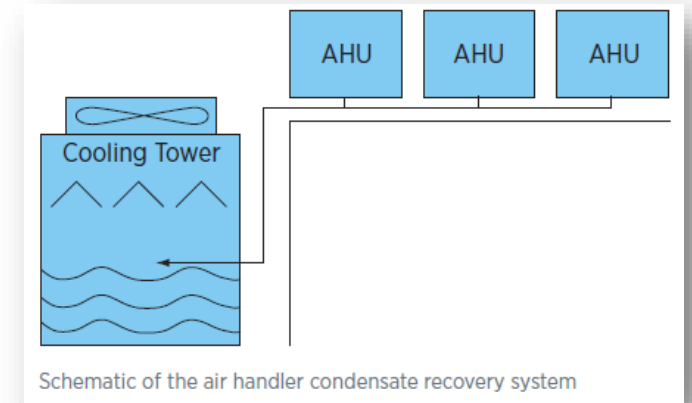 AHU AHU AHU
Cooling Tower
Schematic of the air handler condensate recovery system